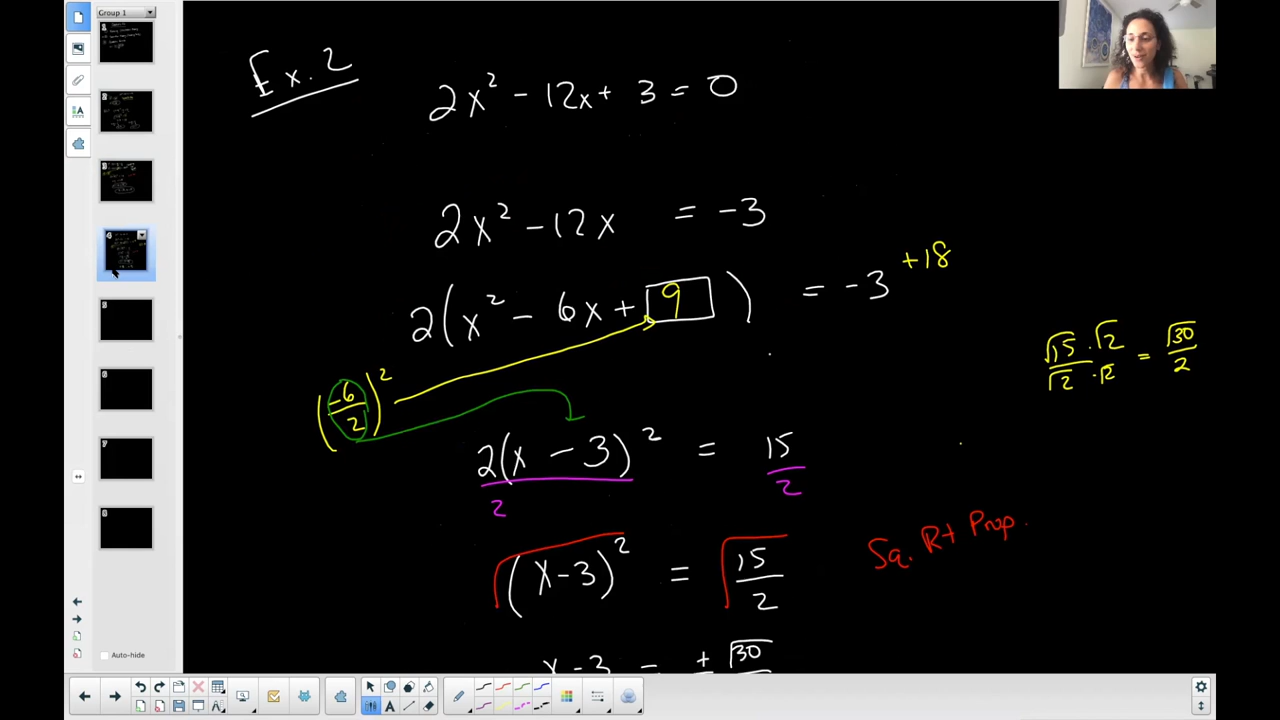 Group 1
Ex. 2
2x² - 12x + 3 = 0
2x² - 12x = -3
2(x² - 6x + 9) = -3 +18
√15/√2 · √2/√2 = √30/2
(-6/2)²
2(x - 3)²/2 = 15/2
√(x-3)² = √15/2
Sq. Rt Prop.
x - 3 = ± √30
Auto-hide